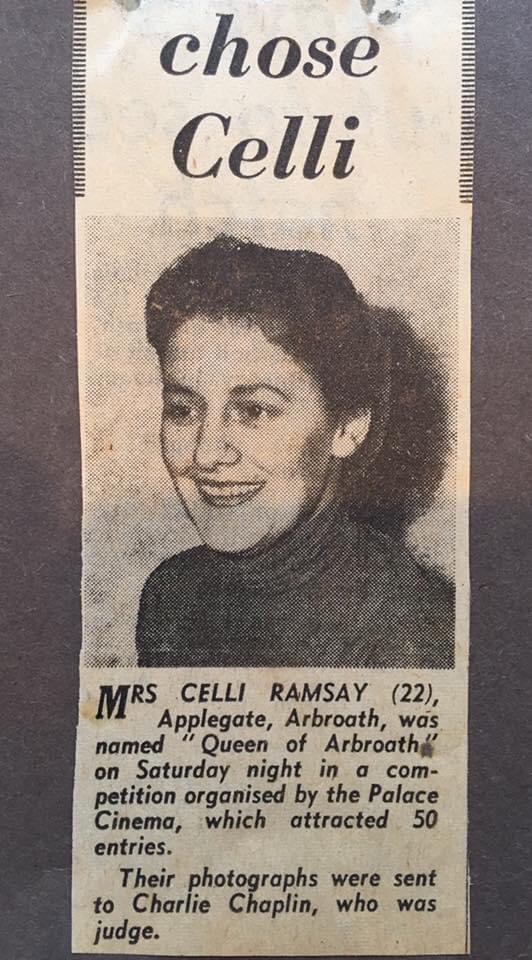 chose
Celli
MRS CELLI RAMSAY (22),
Applegate, Arbroath, was
named "Queen of Arbroath"
on Saturday night in a com-
petition organised by the Palace
Cinema, which attracted 50
entries.
Their photographs were sent
to Charlie Chaplin, who was
judge.